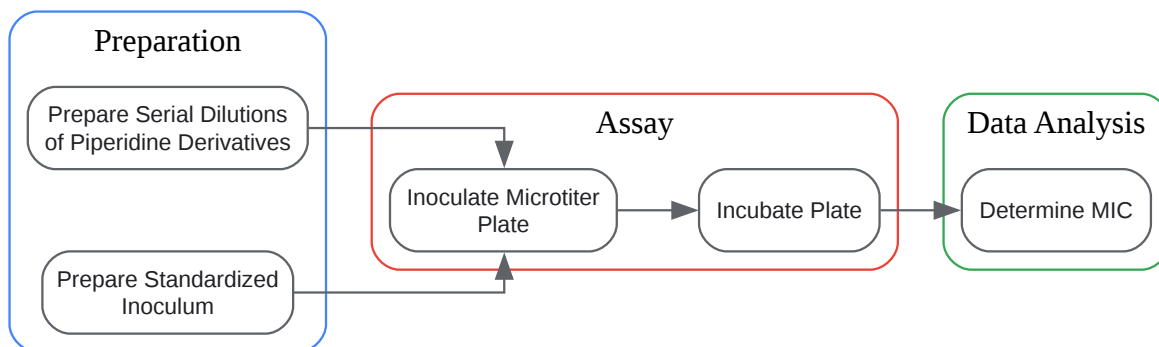 Preparation
Prepare Serial Dilutions
of Piperidine Derivatives
Prepare Standardized
Inoculum
Assay
Inoculate Microtiter
Plate
Incubate Plate
Data Analysis
Determine MIC